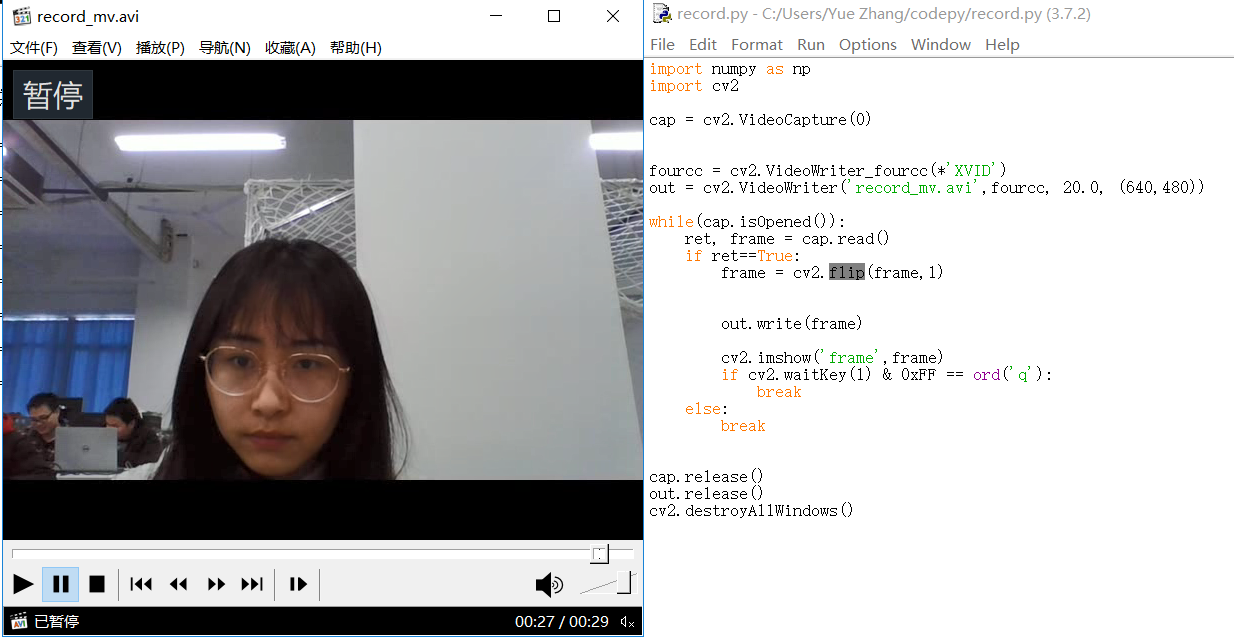 record_mv.avi
文件(F) 查看(V) 播放(P) 导航(N) 收藏(A) 帮助(H)
暂停
已暂停
00:27 / 00:29
record.py - C:/Users/Yue Zhang/codepy/record.py (3.7.2)
File Edit Format Run Options Window Help
import numpy as np
import cv2
cap = cv2.VideoCapture(0)
fourcc = cv2.VideoWriter_fourcc(*'XVID')
out = cv2.VideoWriter('record_mv.avi',fourcc, 20.0, (640,480))
while(cap.isOpened()):
    ret, frame = cap.read()
    if ret==True:
        frame = cv2.flip(frame,1)
        out.write(frame)
        cv2.imshow('frame',frame)
        if cv2.waitKey(1) & 0xFF == ord('q'):
            break
    else:
        break
cap.release()
out.release()
cv2.destroyAllWindows()